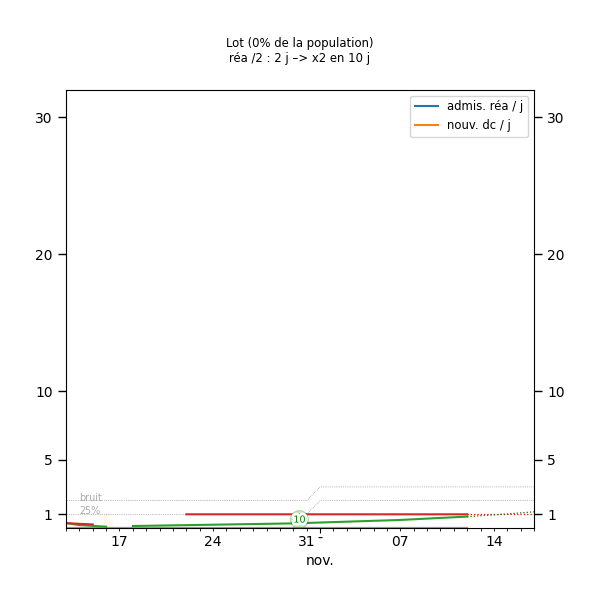 Lot (0% de la population)
réa /2 : 2 j –> x2 en 10 j
admis. réa / j
nouv. dc / j
30
30
20
20
10
10
5
5
bruit
25%
1
1
10
17
24
31
07
14
nov.